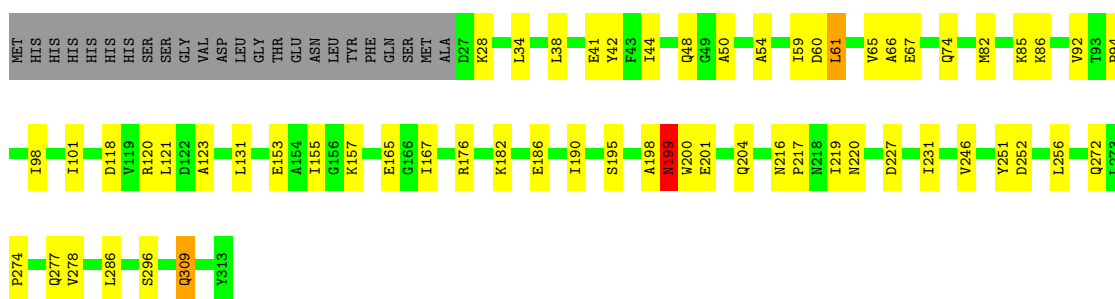 MET HIS HIS HIS HIS HIS HIS SER SER GLY VAL ASP LEU GLY THR GLU ASN LEU TYR PHE GLN SER MET ALA D27 K28 L34 L38 E41 Y42 F43 I44 Q48 G49 A50 A54 I59 D60 L61 V65 A66 E67 Q74 M82 K85 K86 V92 T93
I98 I101 D118 V119 R120 L121 D122 A123 L131 E153 A154 I155 G156 K157 E165 G166 I167 R176 K182 E186 I190 S195 A198 N199 W200 E201 Q204 N216 P217 N218 I219 N220 D227 I231 V246 Y251 D252 L256 Q272
P274 Q277 V278 L286 S296 Q309 Y313